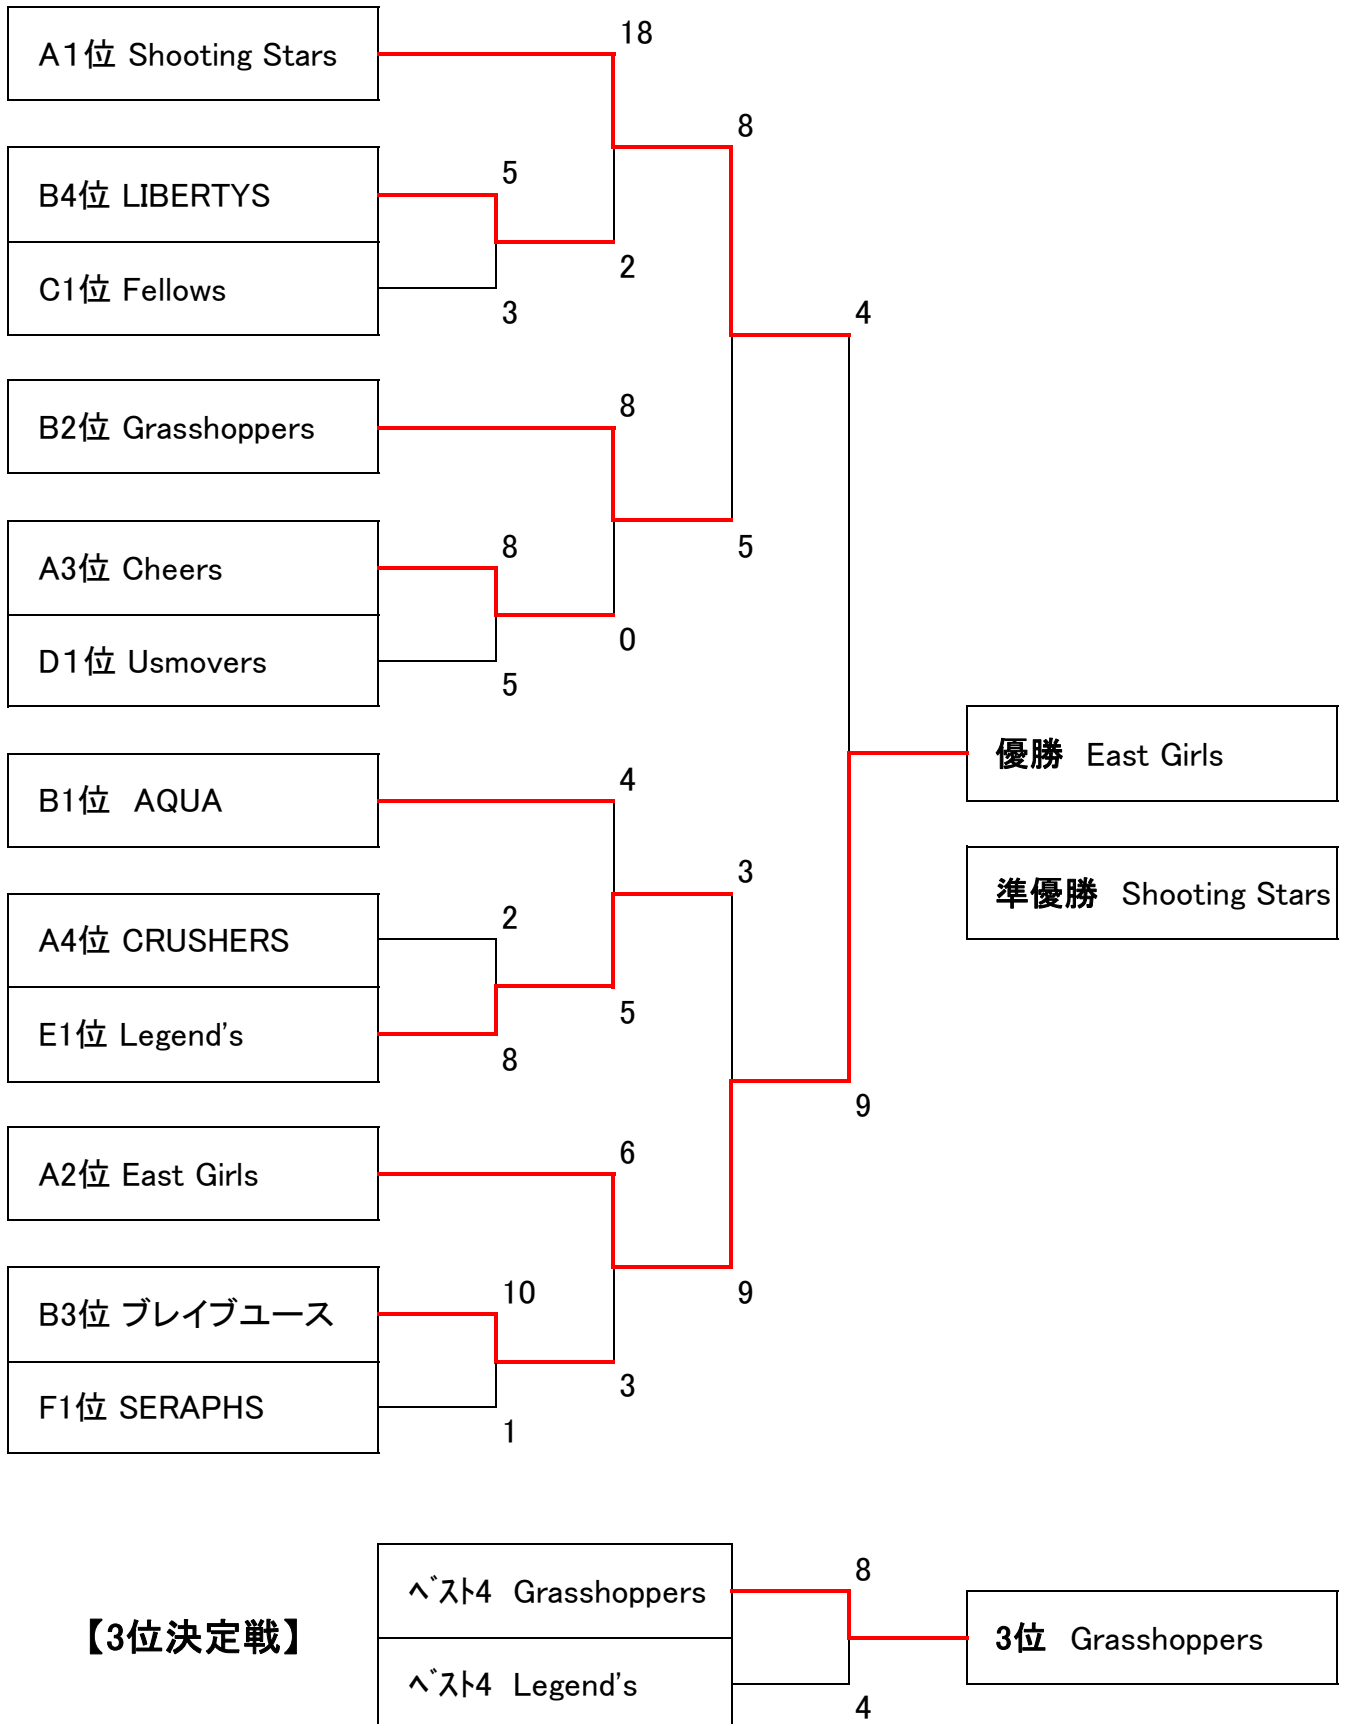 18
A１位 Shooting Stars
8
5
B4位 LIBERTYS
2
C1位 Fellows
3
4
8
B2位 Grasshoppers
8
5
A3位 Cheers
0
D１位 Usmovers
5
優勝 East Girls
4
B1位 AQUA
3
準優勝 Shooting Stars
2
A4位 CRUSHERS
5
E1位 Legend's
8
9
6
A2位 East Girls
10
9
B3位 ブレイブユース
3
F1位 SERAPHS
1
8
ﾍﾞｽﾄ4 Grasshoppers
【3位決定戦】
3位 Grasshoppers
ﾍﾞｽﾄ4 Legend's
4